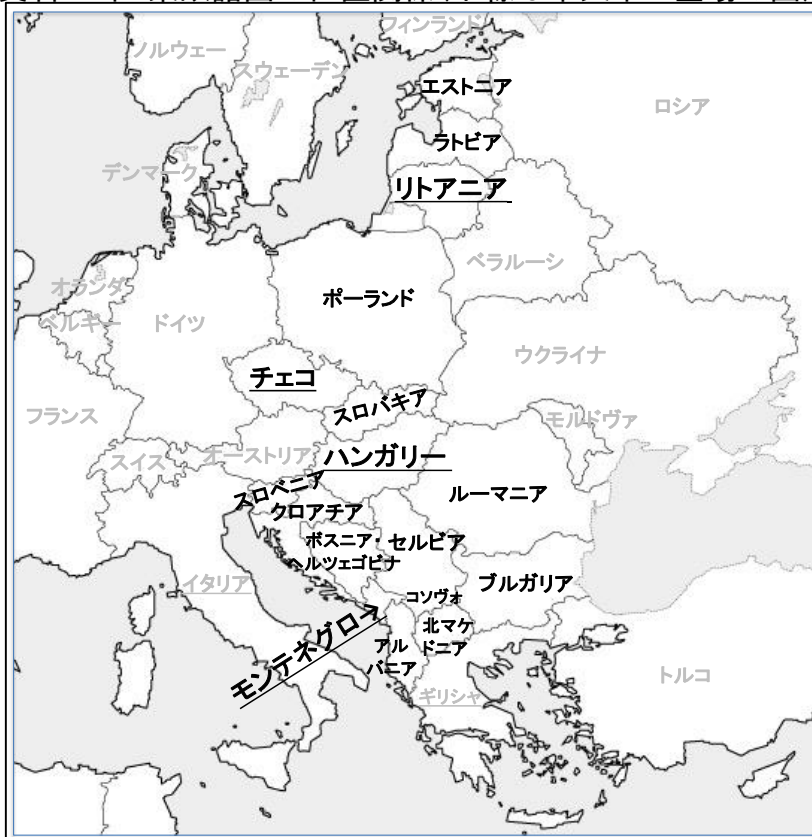 ノルウェー
フィンランド
スウェーデン
エストニア
ロシア
ラトビア
デンマーク
リトアニア
ベラルーシ
オランダ
ポーランド
ベルギー
ドイツ
ウクライナ
チェコ
スロバキア
フランス
モルドヴァ
スイス
オーストリア
ハンガリー
スロベニア
ルーマニア
クロアチア
ボスニア・
ヘルツェゴビナ
セルビア
イタリア
コソヴォ
ブルガリア
モンテネグロ→
北マケ
ドニア
アル
バニア
ギリシャ
トルコ